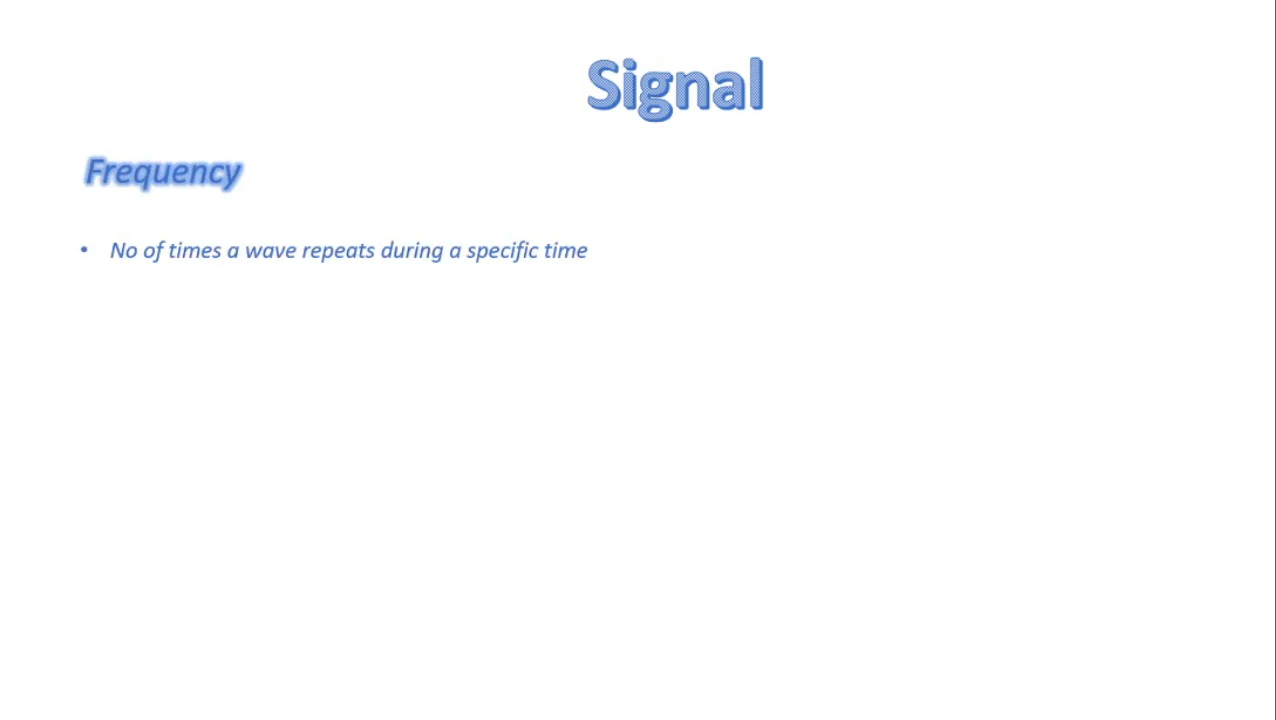 Signal
Frequency
• No of times a wave repeats during a specific time